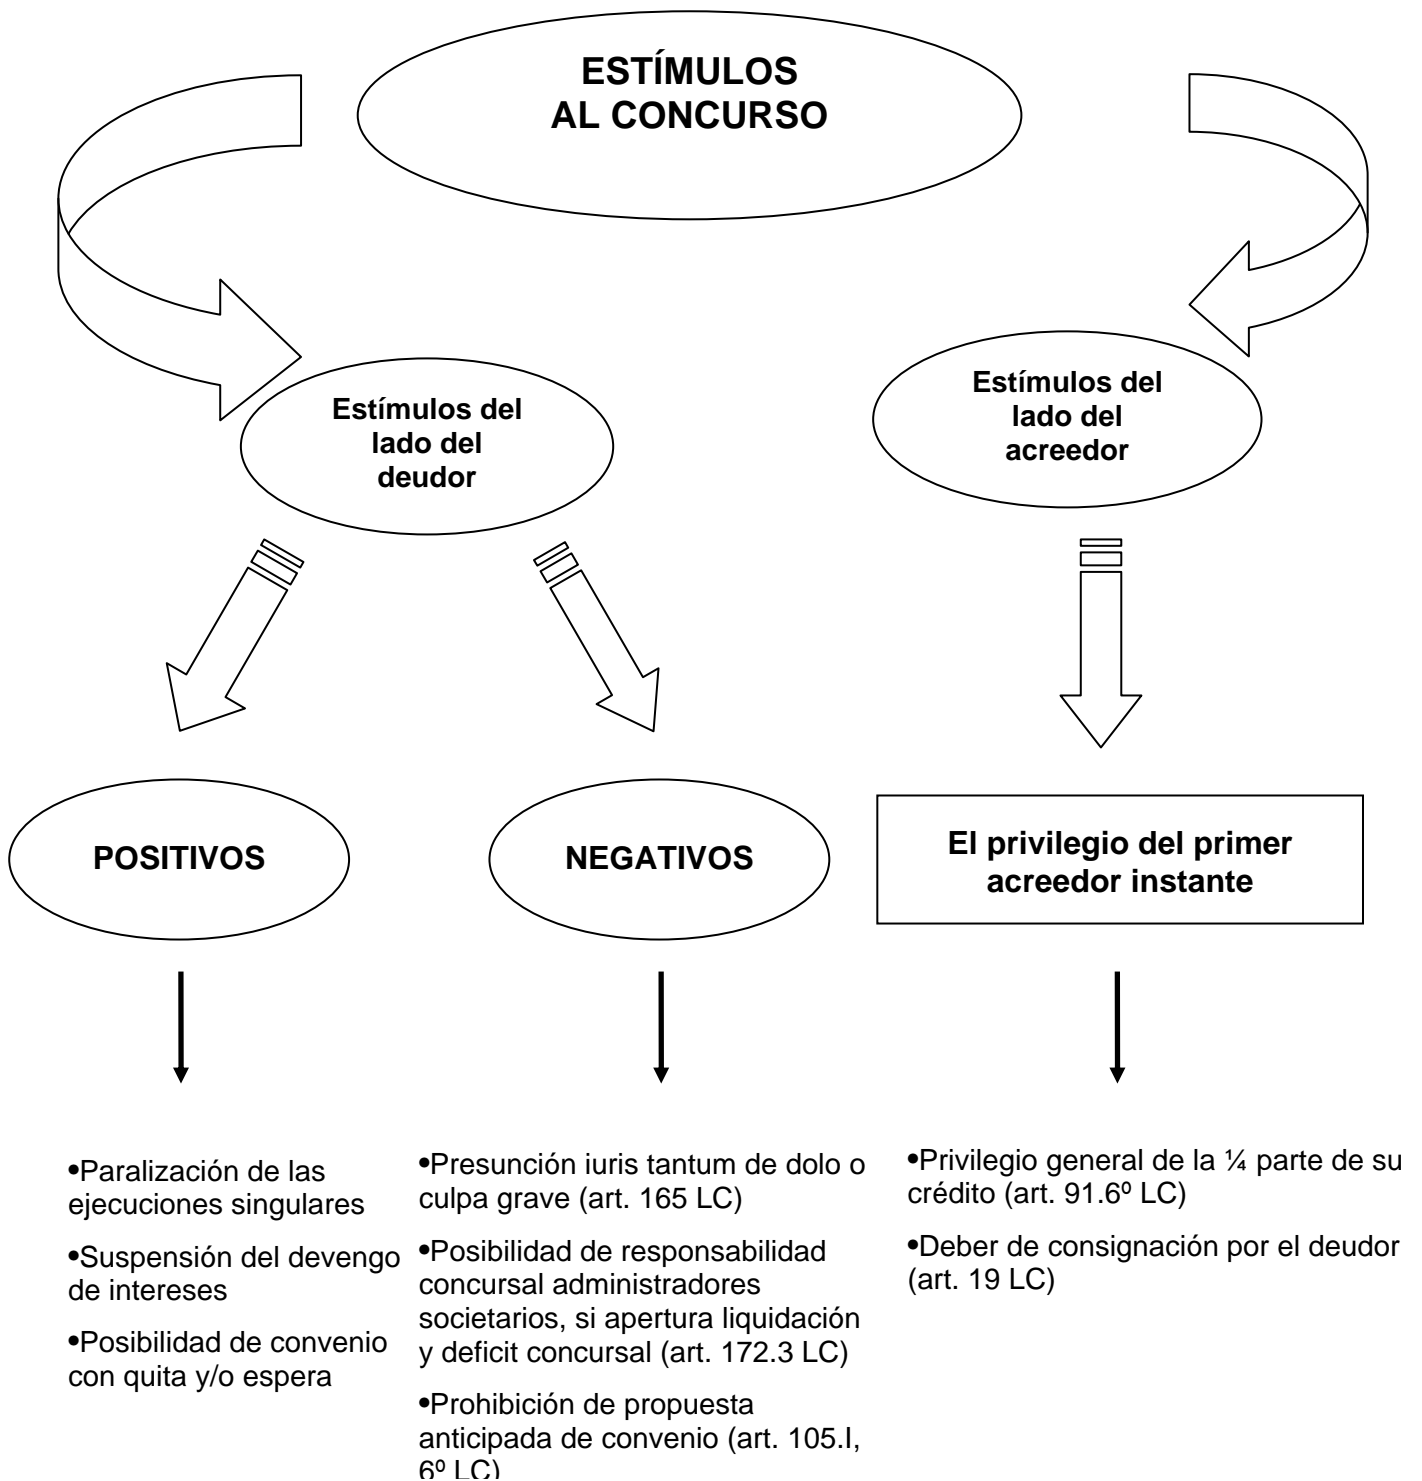 ESTÍMULOS
AL CONCURSO
Estímulos del
lado del
deudor
Estímulos del
lado del
acreedor
POSITIVOS
NEGATIVOS
El privilegio del primer
acreedor instante
•Paralización de las
ejecuciones singulares
•Suspensión del devengo
de intereses
•Posibilidad de convenio
con quita y/o espera
•Presunción iuris tantum de dolo o
culpa grave (art. 165 LC)
•Posibilidad de responsabilidad
concursal administradores
societarios, si apertura liquidación
y deficit concursal (art. 172.3 LC)
•Prohibición de propuesta
anticipada de convenio (art. 105.I,
6º LC)
•Privilegio general de la ¼ parte de su
crédito (art. 91.6º LC)
•Deber de consignación por el deudor
(art. 19 LC)